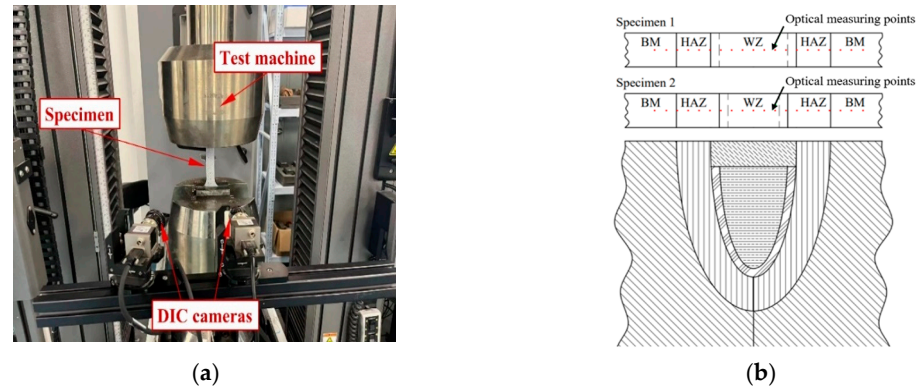 Test machine
Specimen
DIC cameras
(a)
Specimen 1
Optical measuring points
BM HAZ WZ HAZ BM
Specimen 2
Optical measuring points
BM HAZ WZ HAZ BM
(b)